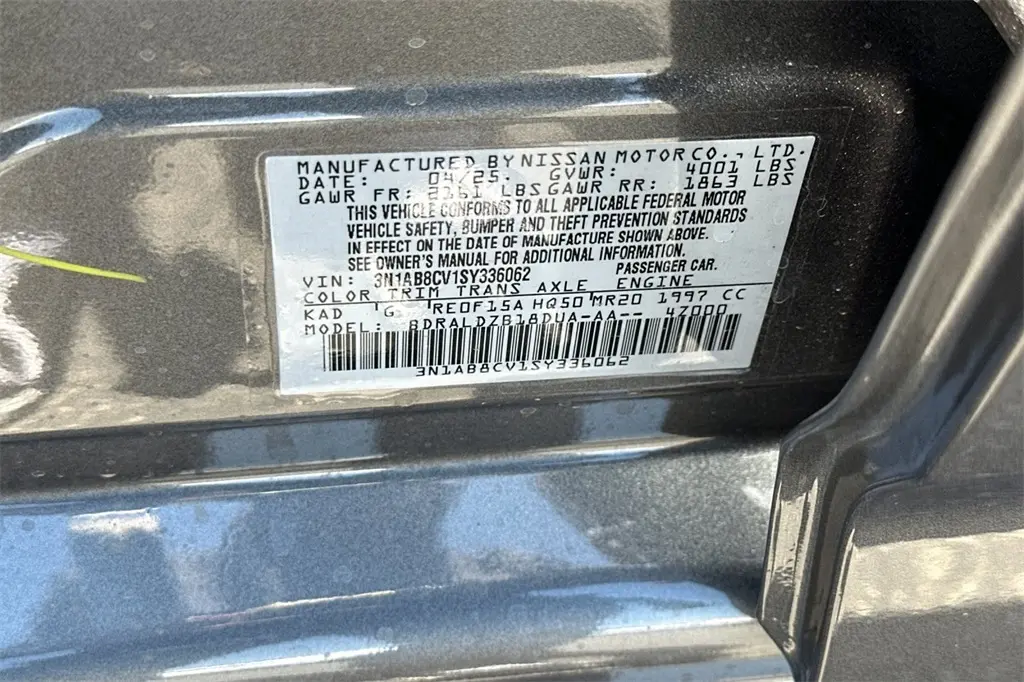 MANUFACTURED BY NISSAN MOTOR CO., LTD.
DATE: 04/25. GVWR: 4001 LBS
GAWR FR: 2161 LBS GAWR RR: 1863 LBS
THIS VEHICLE CONFORMS TO ALL APPLICABLE FEDERAL MOTOR
VEHICLE SAFETY, BUMPER AND THEFT PREVENTION STANDARDS
IN EFFECT ON THE DATE OF MANUFACTURE SHOWN ABOVE.
SEE OWNER'S MANUAL FOR ADDITIONAL INFORMATION.
VIN: 3N1AB8CV1SY336062 PASSENGER CAR.
COLOR TRIM TRANS AXLE ENGINE
KAD G RE0F15A HQ50 MR20 1997 CC
MODEL: BDRALDZB18DUA-AA-- 47000
3N1AB8CV1SY336062